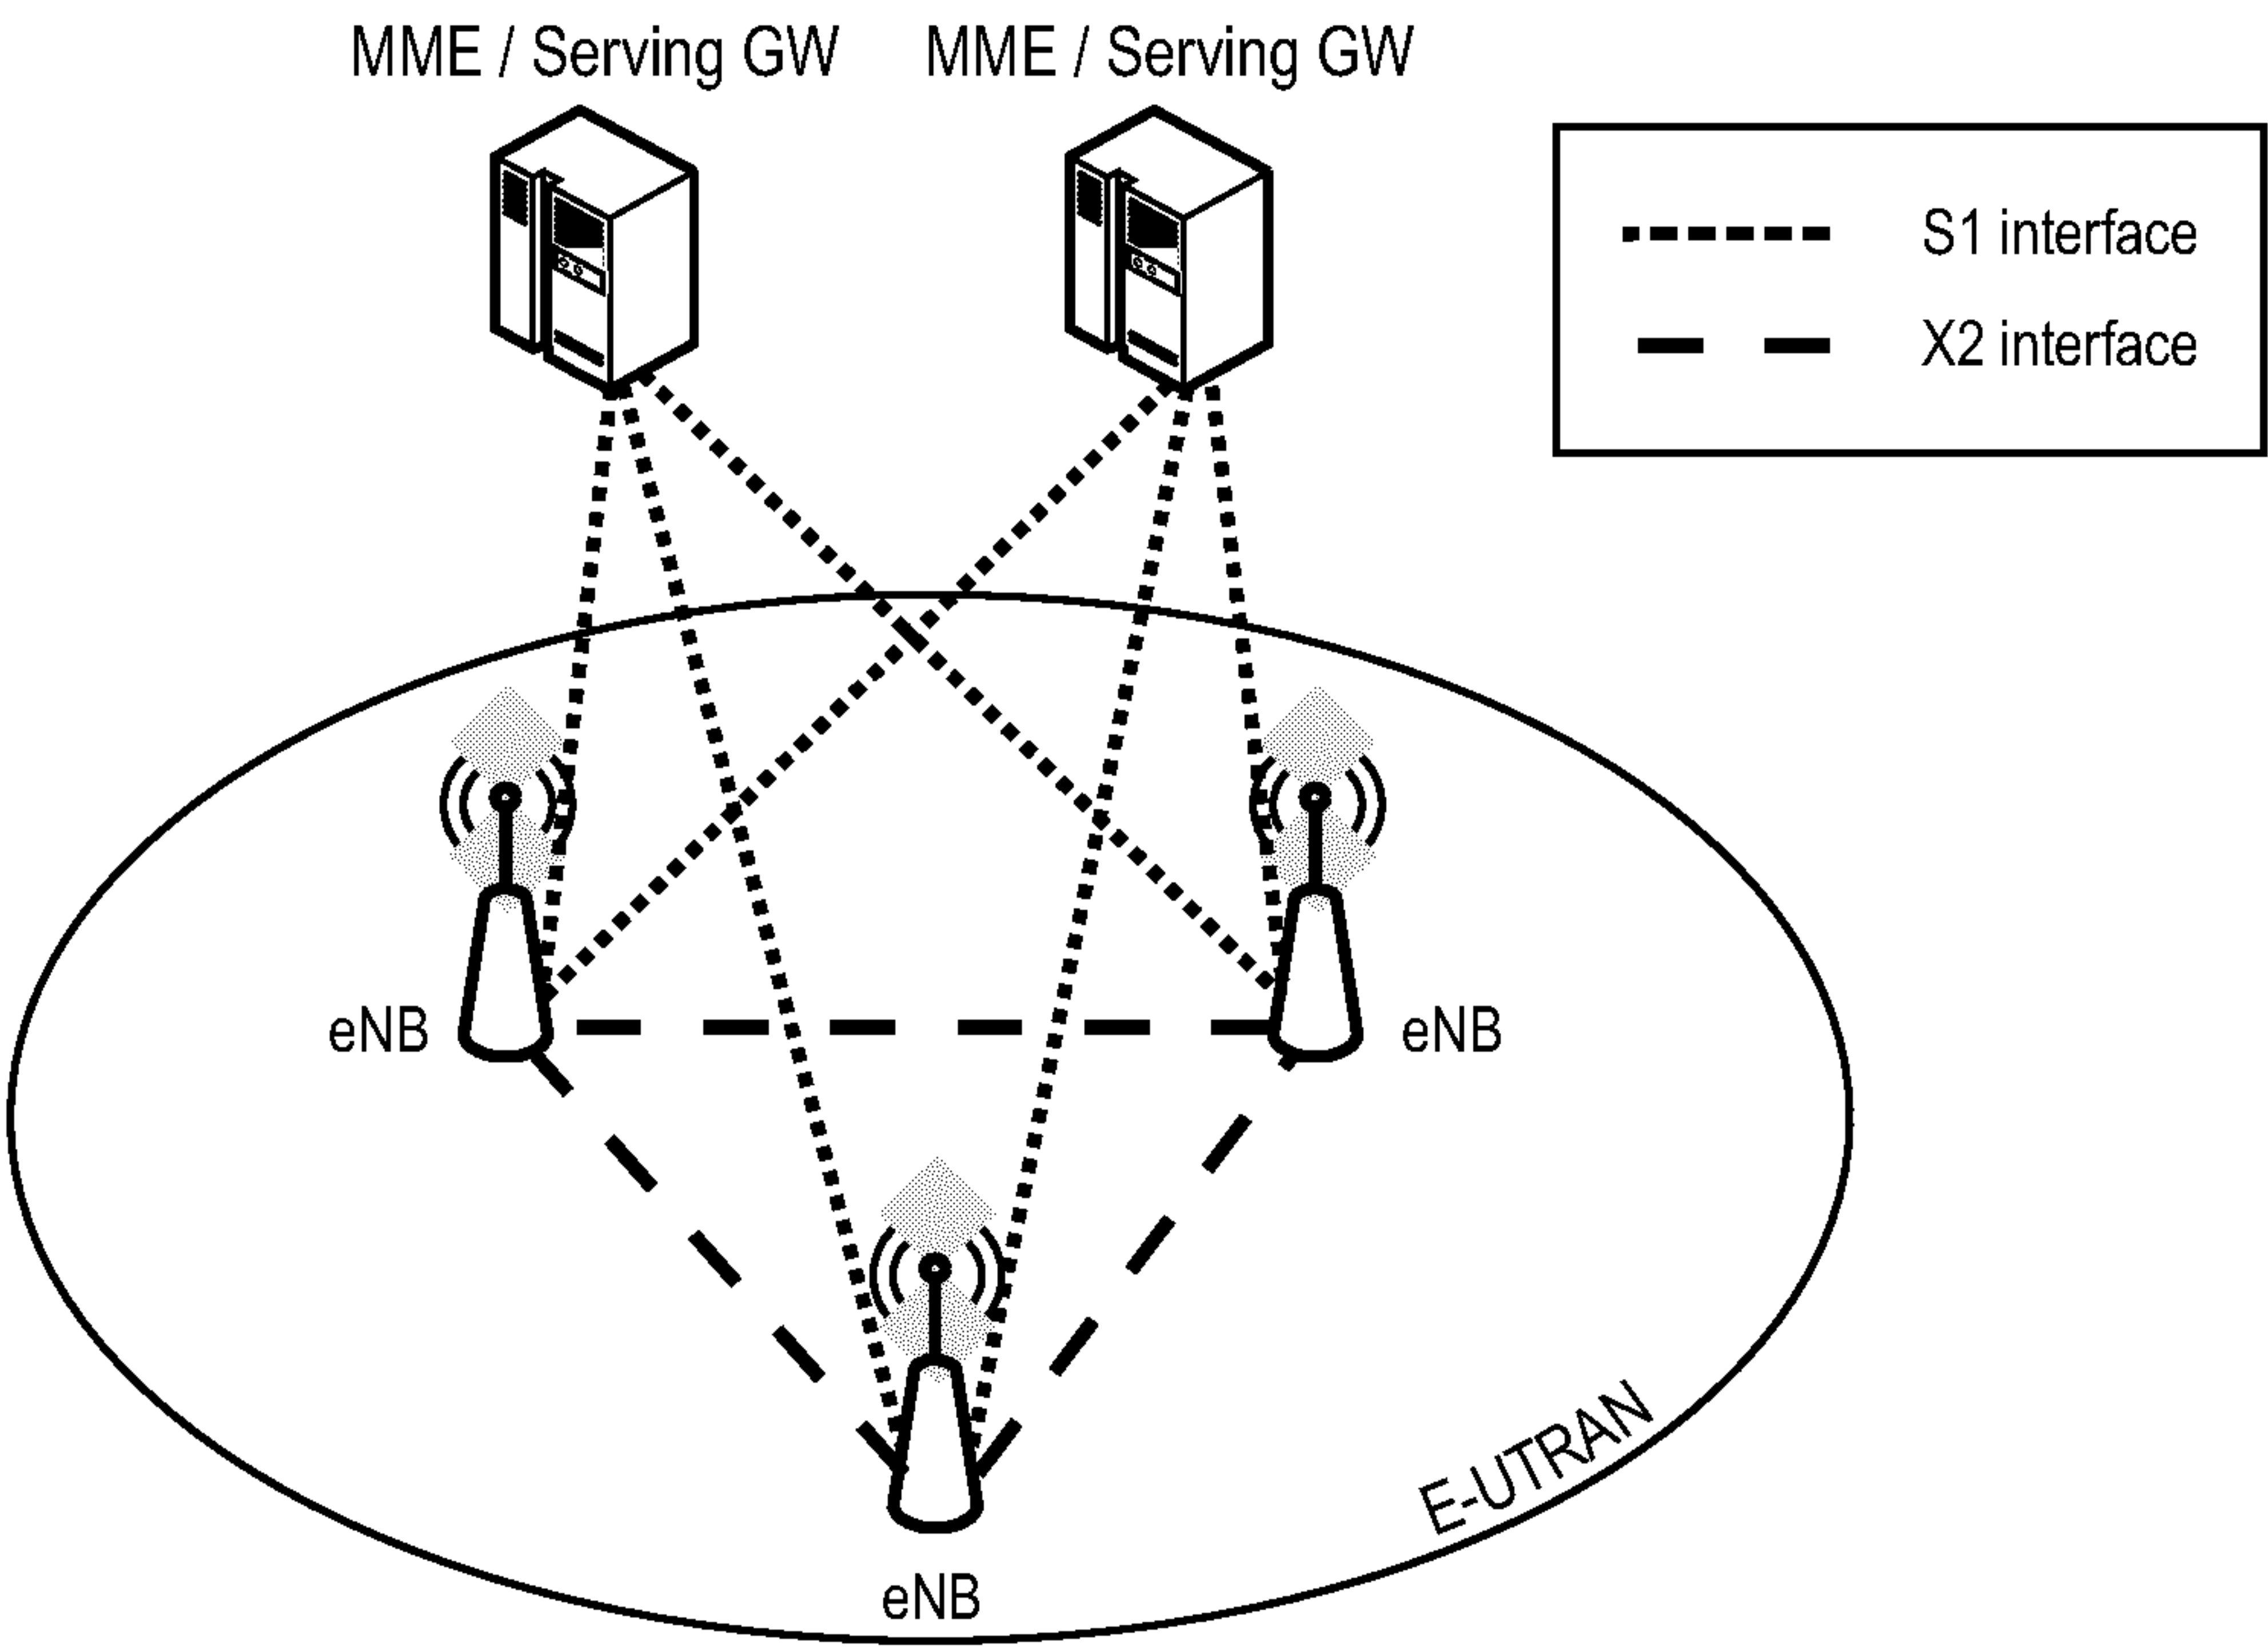 MME / Serving GW
MME / Serving GW
S1 interface
X2 interface
eNB
eNB
E-UTRAN
eNB